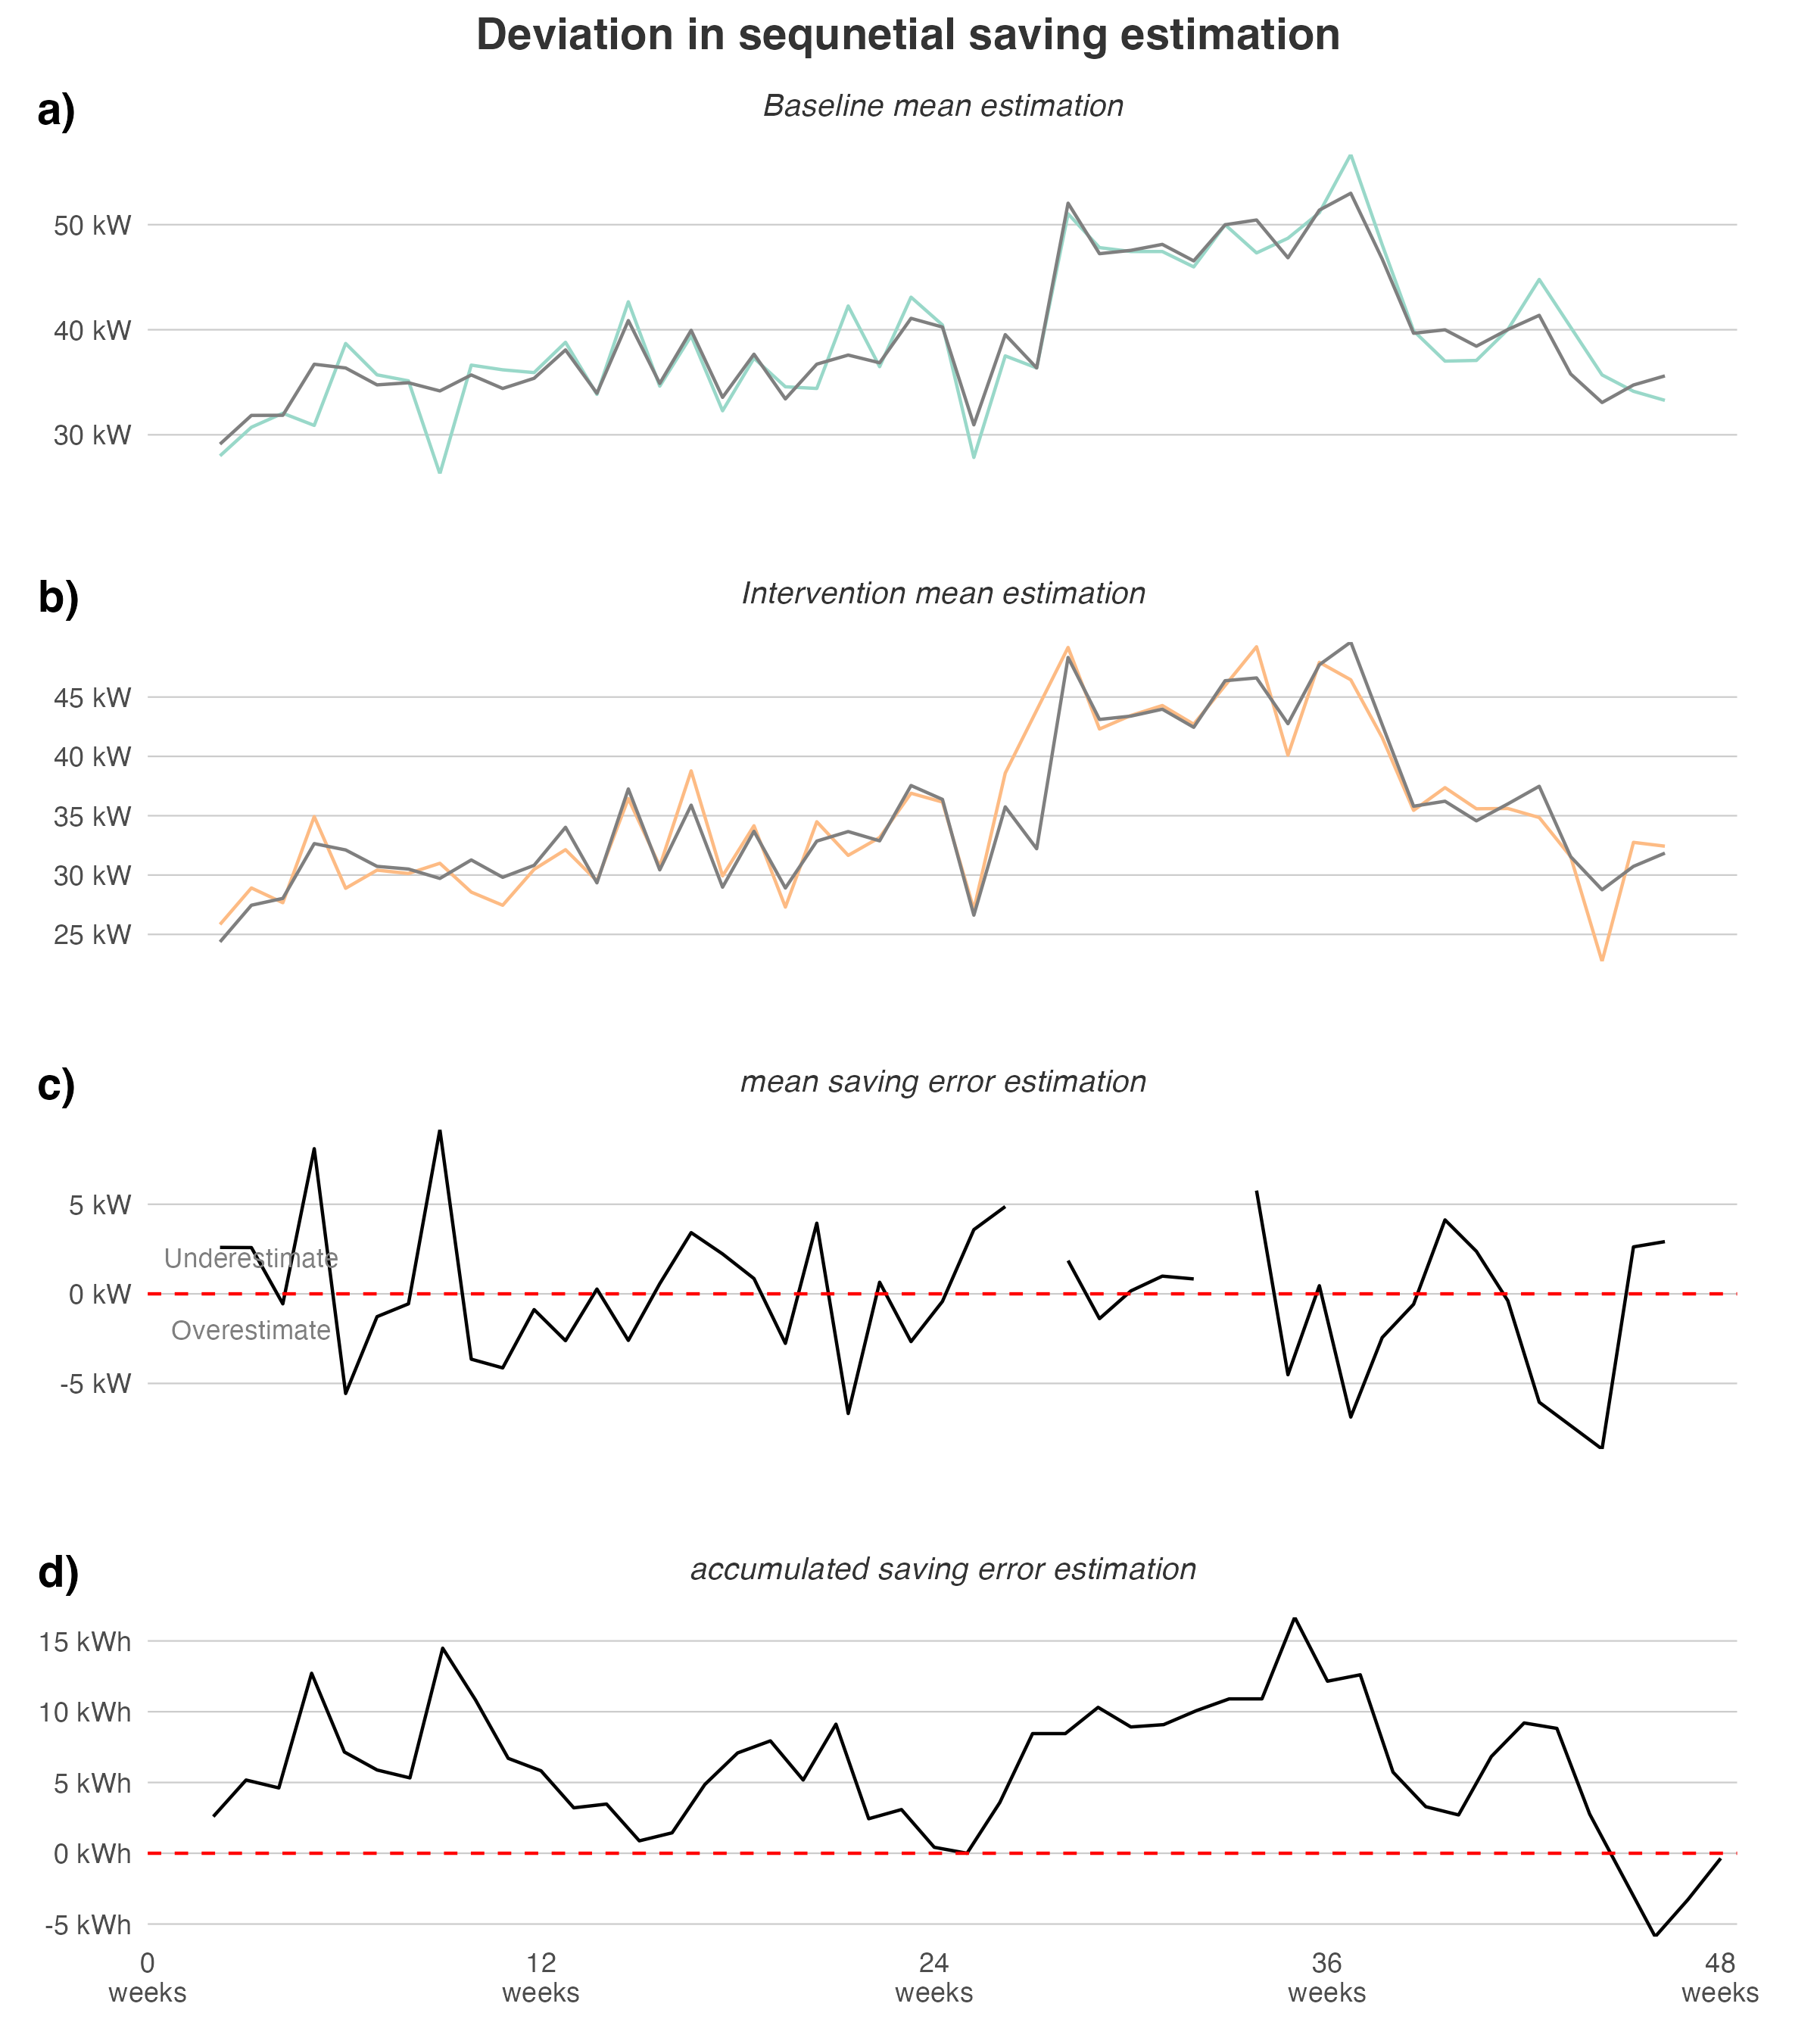 Deviation in sequnetial saving estimation
a)
Baseline mean estimation
50 kW
40 kW
30 kW
b)
Intervention mean estimation
45 kW
40 kW
35 kW
30 kW
25 kW
c)
mean saving error estimation
5 kW
Underestimate
0 kW
Overestimate
-5 kW
d)
accumulated saving error estimation
15 kWh
10 kWh
5 kWh
0 kWh
-5 kWh
0 12 24 36 48
weeks weeks weeks weeks weeks